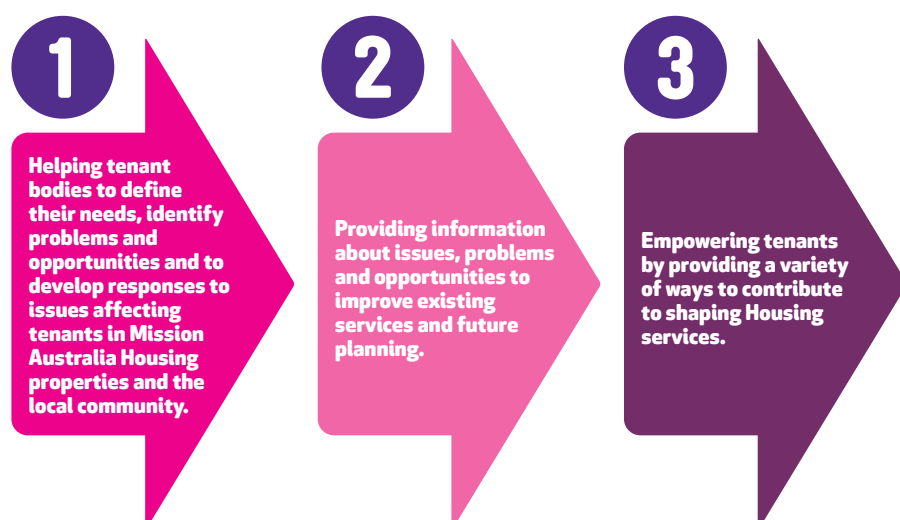 1
Helping tenant
bodies to define
their needs, identify
problems and
opportunities and to
develop responses to
issues affecting
tenants in Mission
Australia Housing
properties and the
local community.
2
Providing information
about issues, problems
and opportunities to
improve existing
services and future
planning.
3
Empowering tenants
by providing a variety
of ways to contribute
to shaping Housing
services.